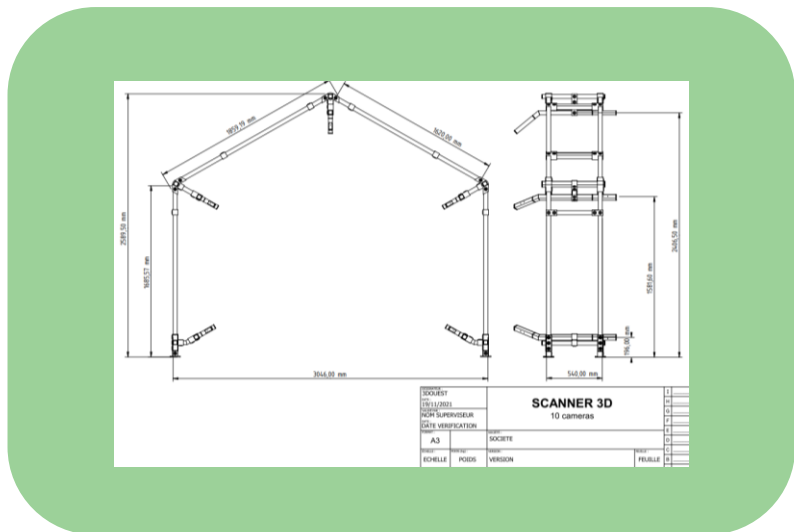 1859,19 mm
1620,00 mm
2589,50 mm
1685,57 mm
3046,00 mm
2406,50 mm
1581,60 mm
196,00 mm
540,00 mm
3DOUEST
19/11/2021
NOM SUPERVISEUR
DATE VERIFICATION
SCANNER 3D
10 cameras
A3
SOCIETE
ECHELLE
POIDS
VERSION
FEUILLE
I
H
G
F
E
D
C
B